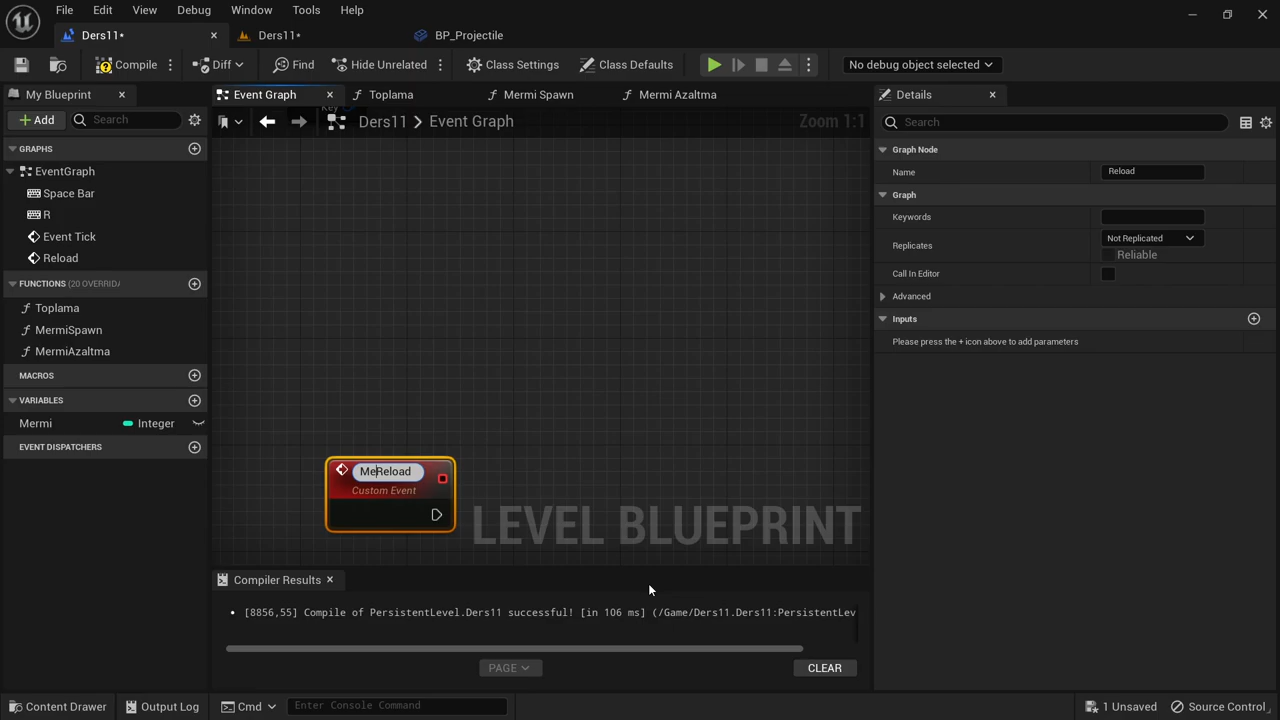 File Edit Asset View Debug Window Tools Help
Ders11* Ders11* BP_Projectile
Compile Diff Find Hide Unrelated Class Settings Class Defaults No debug object selected
My Blueprint Event Graph Toplama Mermi Spawn Mermi Azaltma Details
Add Search Ders11 > Event Graph Zoom 1:1 Search
GRAPHS
EventGraph
Space Bar
R
Event Tick
Reload
FUNCTIONS (20 OVERRIDA
Toplama
MermiSpawn
MermiAzaltma
MACROS
VARIABLES
Mermi Integer
EVENT DISPATCHERS
MeReload
Custom Event
LEVEL BLUEPRINT
Graph Node
Name Reload
Graph
Keywords
Replicates Not Replicated
Reliable
Call In Editor
Advanced
Inputs
Please press the + icon above to add parameters
Compiler Results
[8856,55] Compile of PersistentLevel.Ders11 successful! [in 106 ms] (/Game/Ders11.Ders11:PersistentLev
PAGE CLEAR
Content Drawer Output Log Cmd Enter Console Command 1 Unsaved Source Control